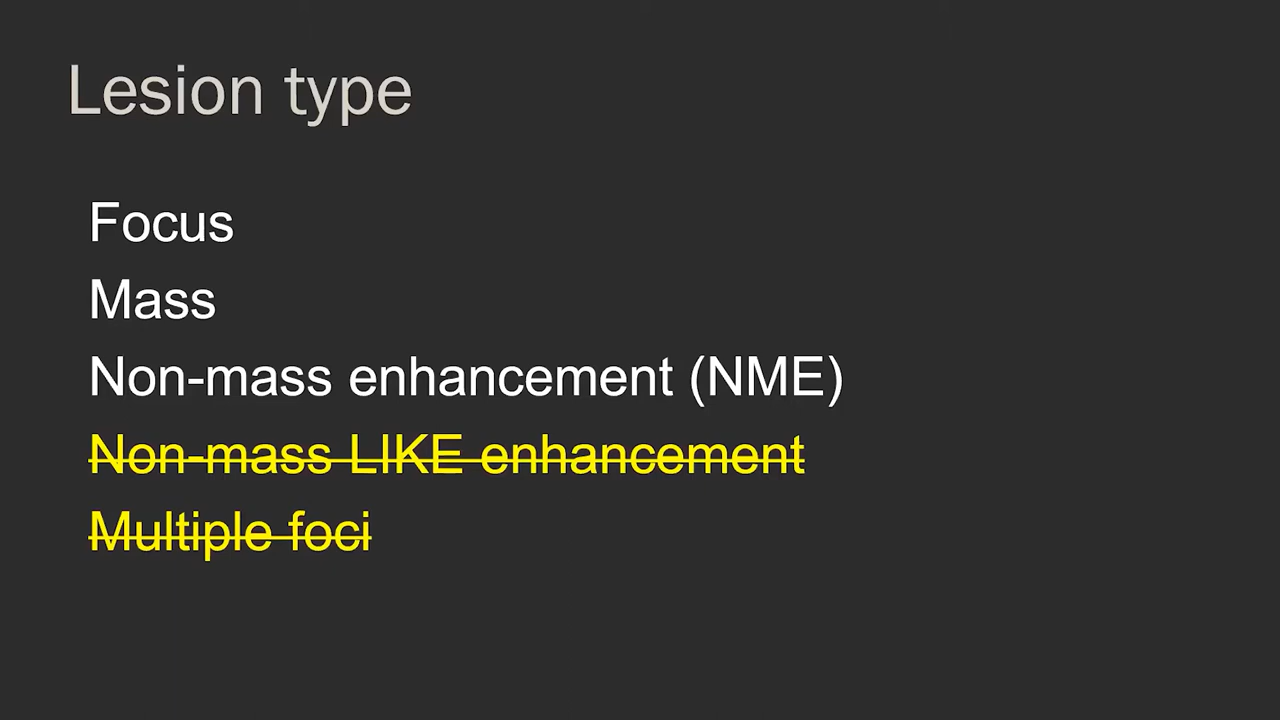 Lesion type
Focus
Mass
Non-mass enhancement (NME)
Non-mass LIKE enhancement
Multiple foci